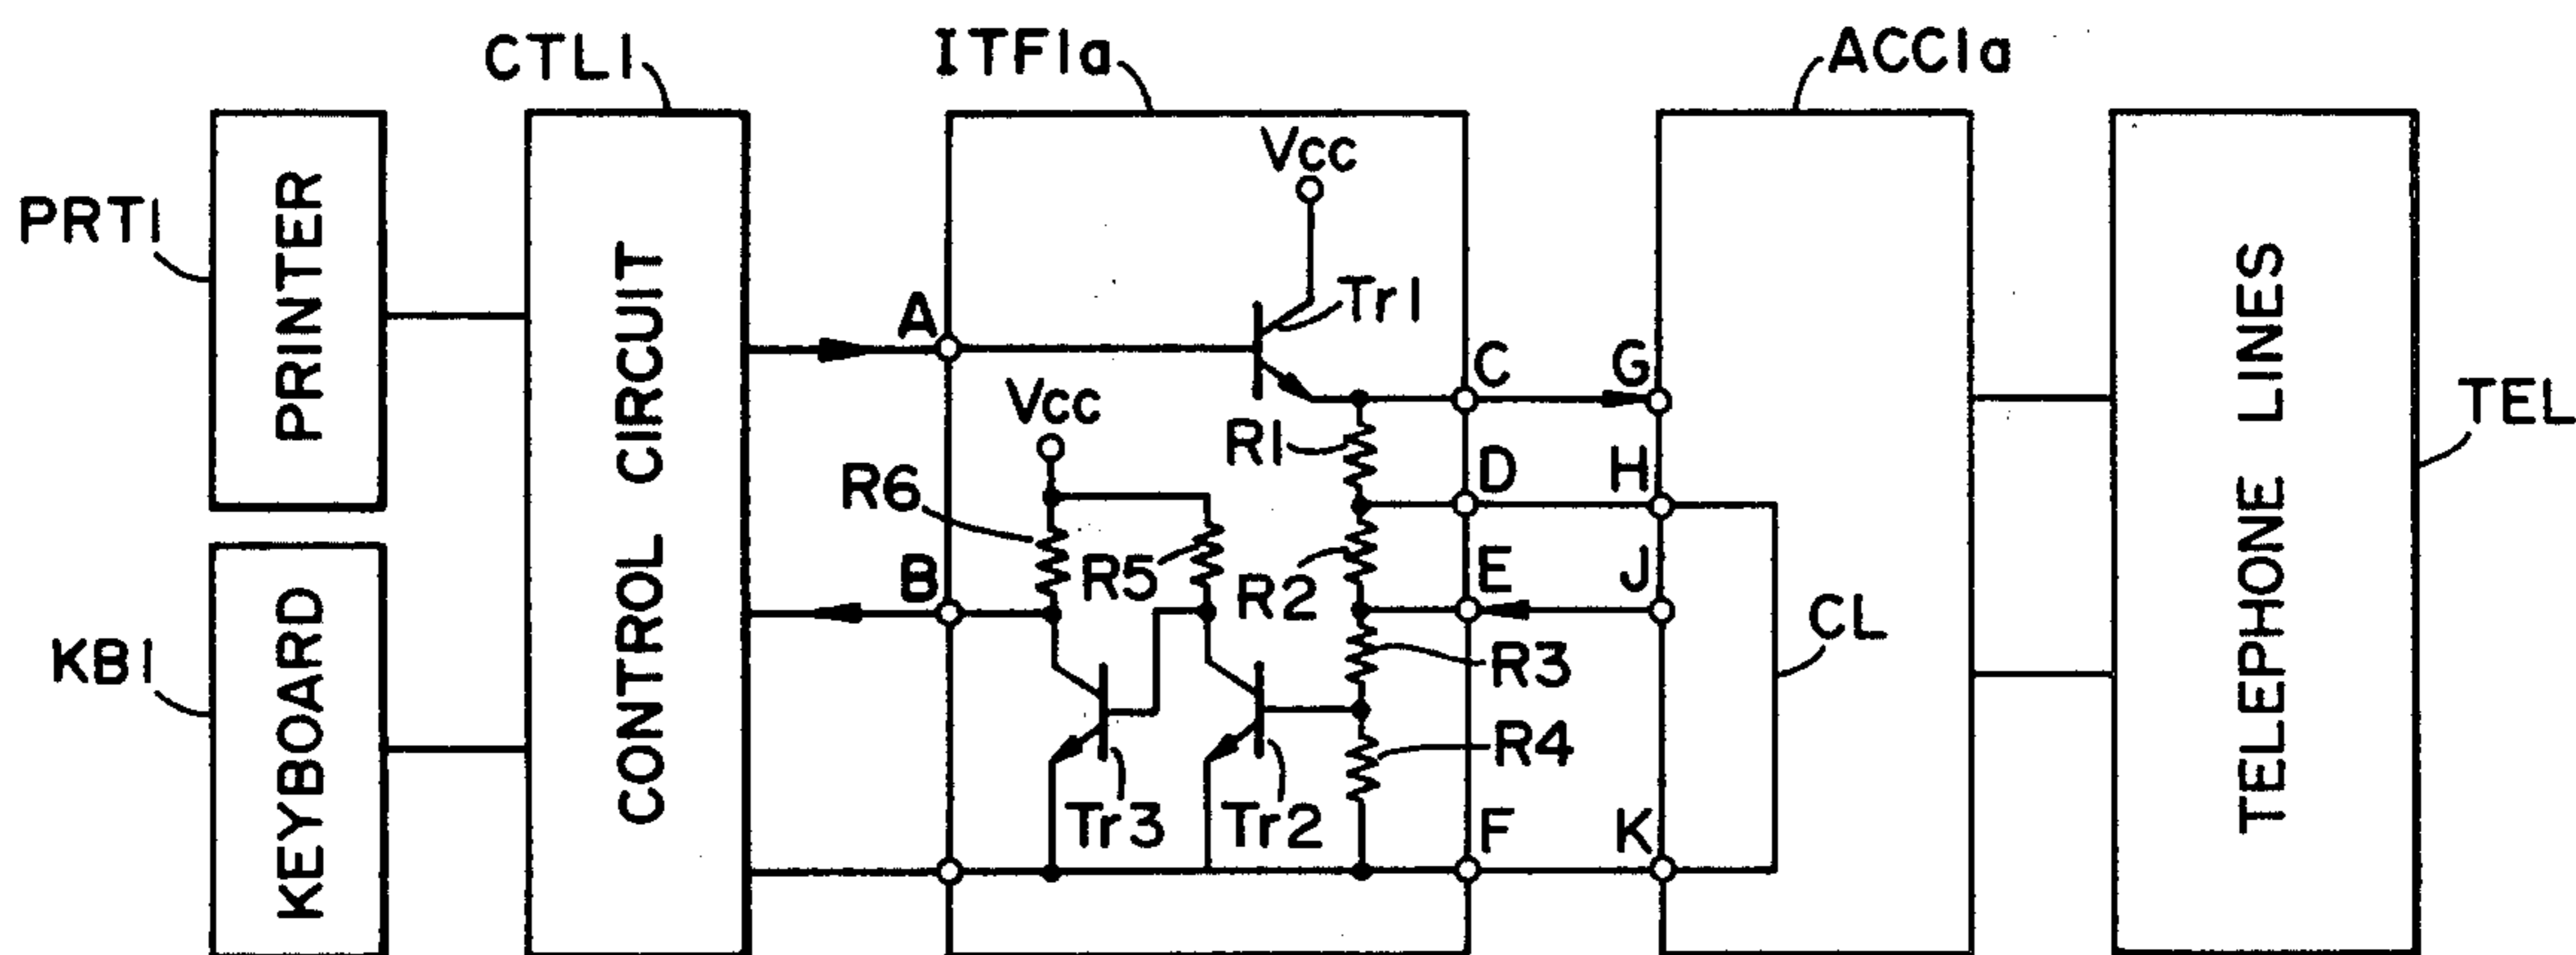 CTL1
ITF1a
ACC1a
PRT1
PRINTER
KB1
KEYBOARD
CONTROL CIRCUIT
A
B
Vcc
Tr1
Vcc
R6
R5
R1
R2
R3
R4
Tr3
Tr2
C
D
E
F
G
H
J
K
CL
TELEPHONE LINES
TEL